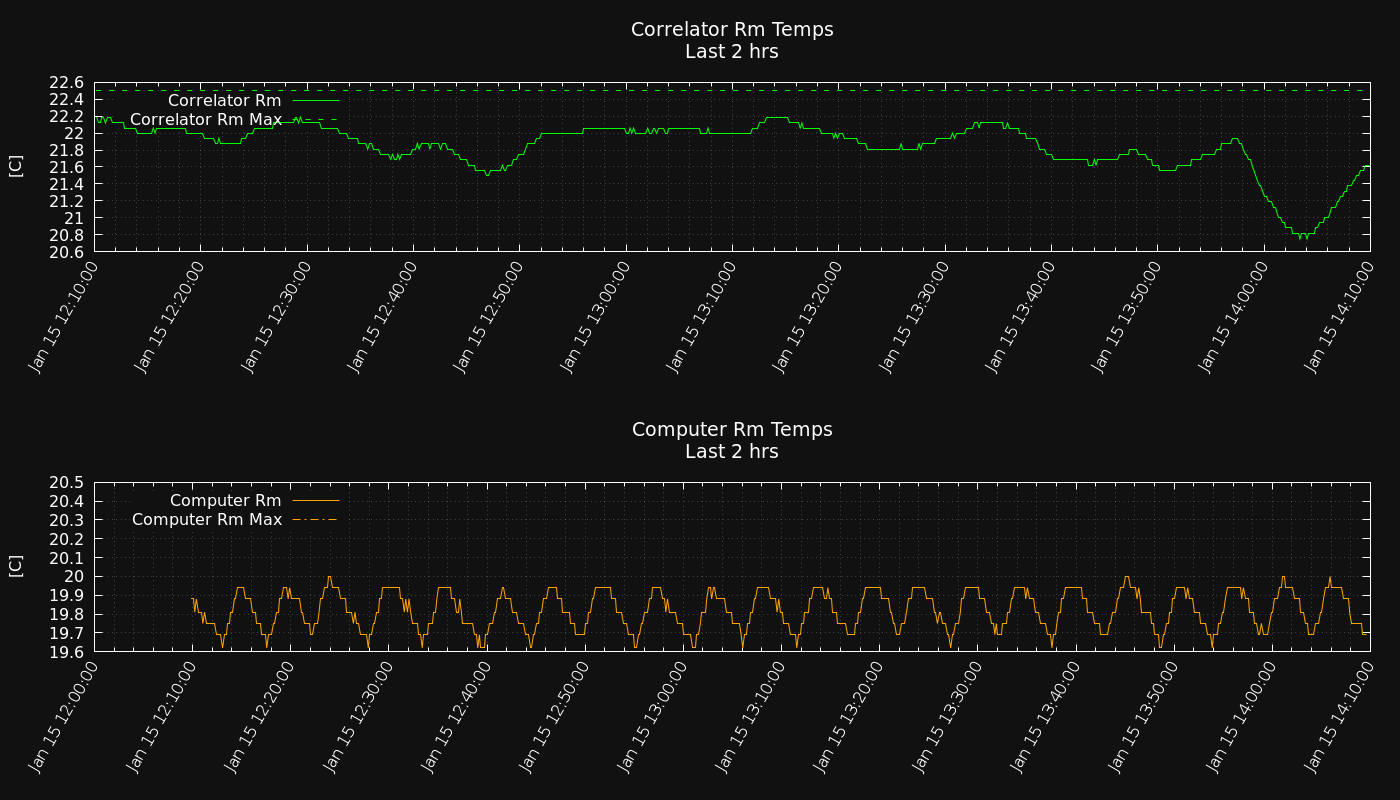 Correlator Rm Temps
Last 2 hrs
22.6
22.4
22.2
22
21.8
21.6
21.4
21.2
21
20.8
20.6
[C]
Correlator Rm
Correlator Rm Max
Jan 15 12:10:00
Jan 15 12:20:00
Jan 15 12:30:00
Jan 15 12:40:00
Jan 15 12:50:00
Jan 15 13:00:00
Jan 15 13:10:00
Jan 15 13:20:00
Jan 15 13:30:00
Jan 15 13:40:00
Jan 15 13:50:00
Jan 15 14:00:00
Jan 15 14:10:00
Computer Rm Temps
Last 2 hrs
20.5
20.4
20.3
20.2
20.1
20
19.9
19.8
19.7
19.6
[C]
Computer Rm
Computer Rm Max
Jan 15 12:00:00
Jan 15 12:10:00
Jan 15 12:20:00
Jan 15 12:30:00
Jan 15 12:40:00
Jan 15 12:50:00
Jan 15 13:00:00
Jan 15 13:10:00
Jan 15 13:20:00
Jan 15 13:30:00
Jan 15 13:40:00
Jan 15 13:50:00
Jan 15 14:00:00
Jan 15 14:10:00